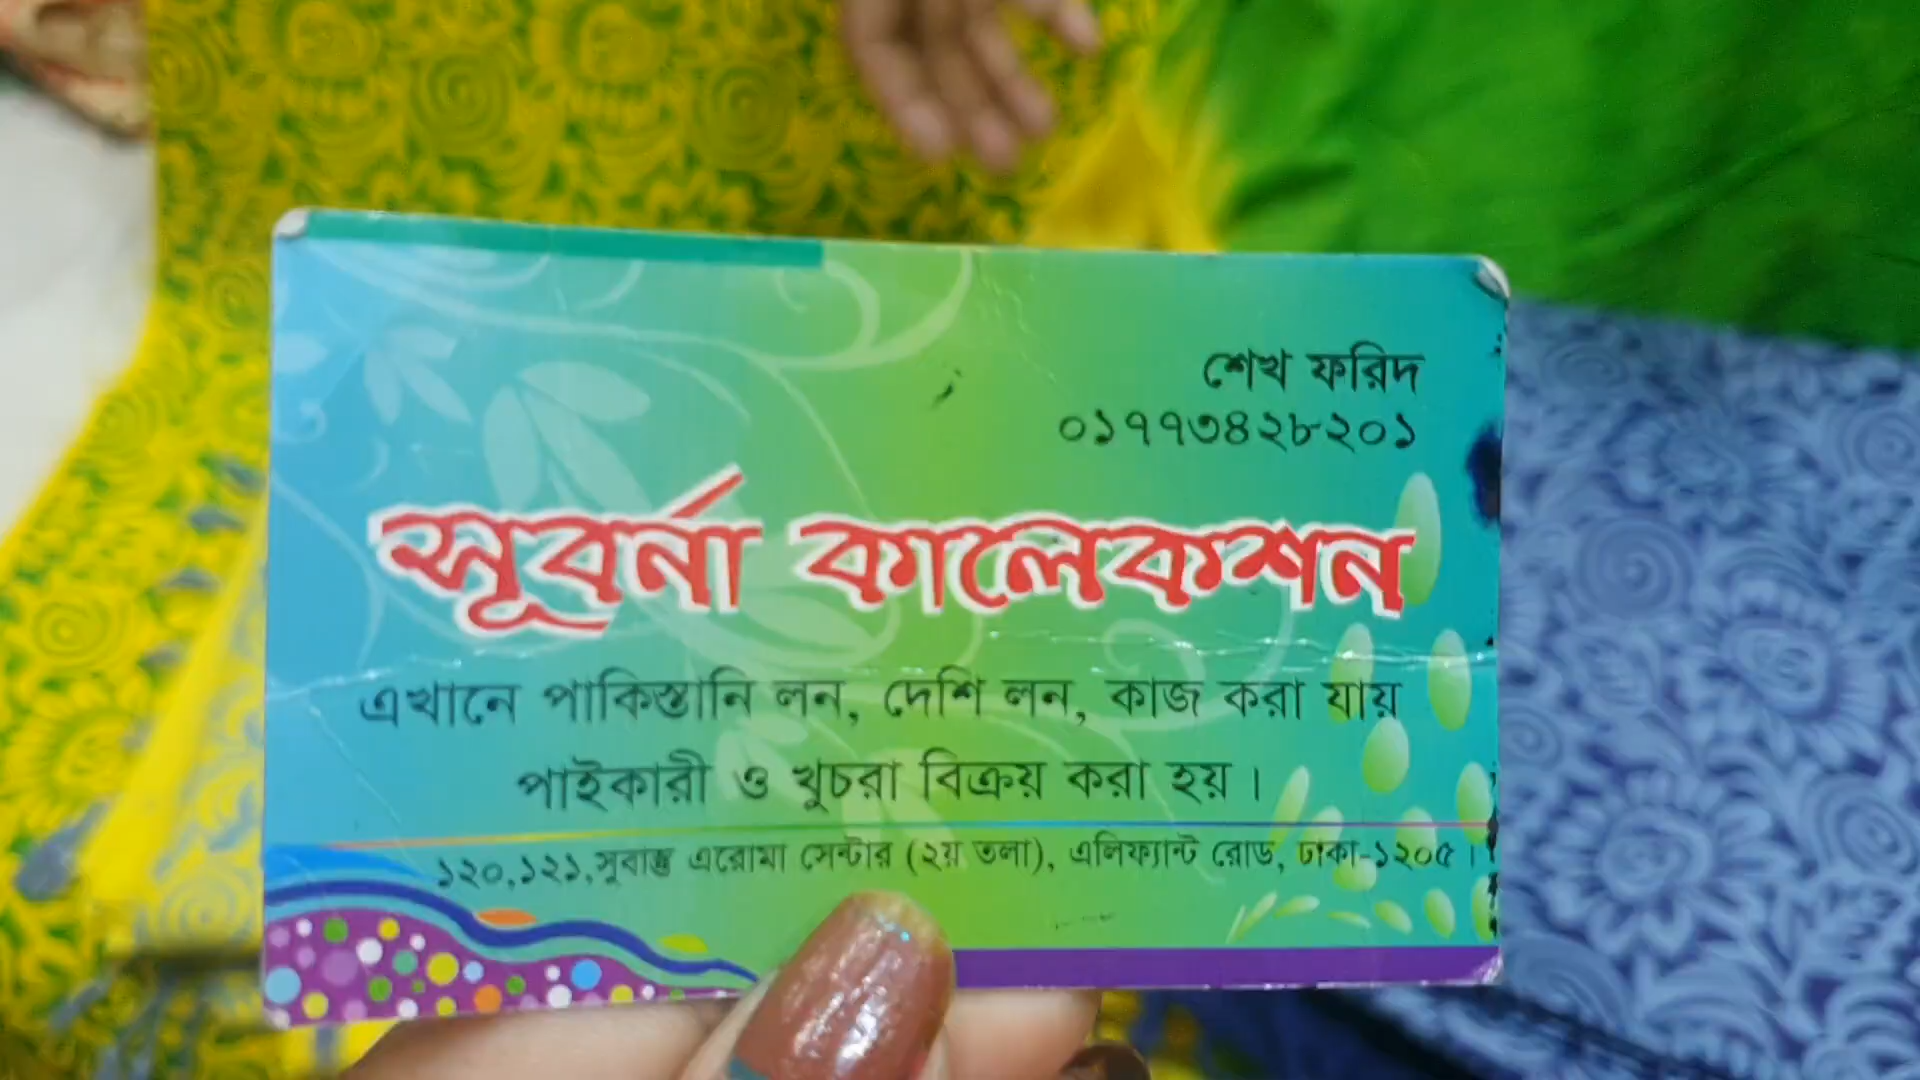 শেখ ফরিদ
০১৭৭৩৪২৮২০১
সূবর্না কালেকশন
এখানে পাকিস্তানি লন, দেশি লন, কাজ করা যায়
পাইকারী ও খুচরা বিক্রয় করা হয়।
১২০,১২১,সুবাস্তু এরোমা সেন্টার (২য় তলা), এলিফ্যান্ট রোড, ঢাকা-১২০৫।